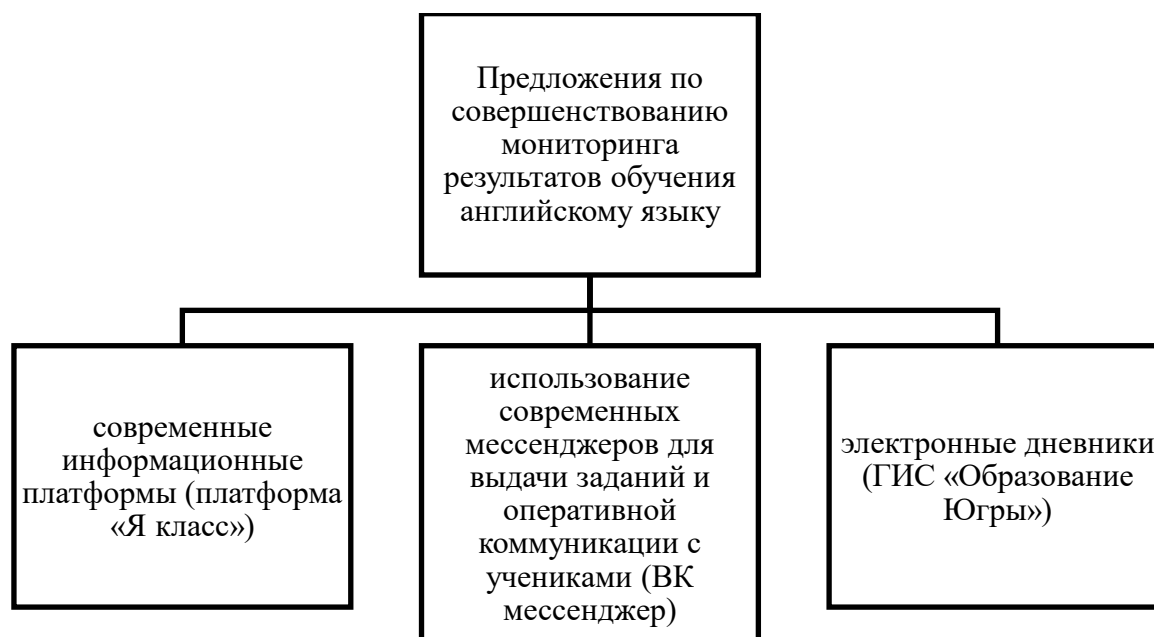 Предложения по
совершенствованию
мониторинга
результатов обучения
английскому языку
современные
информационные
платформы (платформа
«Я класс»)
использование
современных
мессенджеров для
выдачи заданий и
оперативной
коммуникации с
учениками (ВК
мессенджер)
электронные дневники
(ГИС «Образование
Югры»)